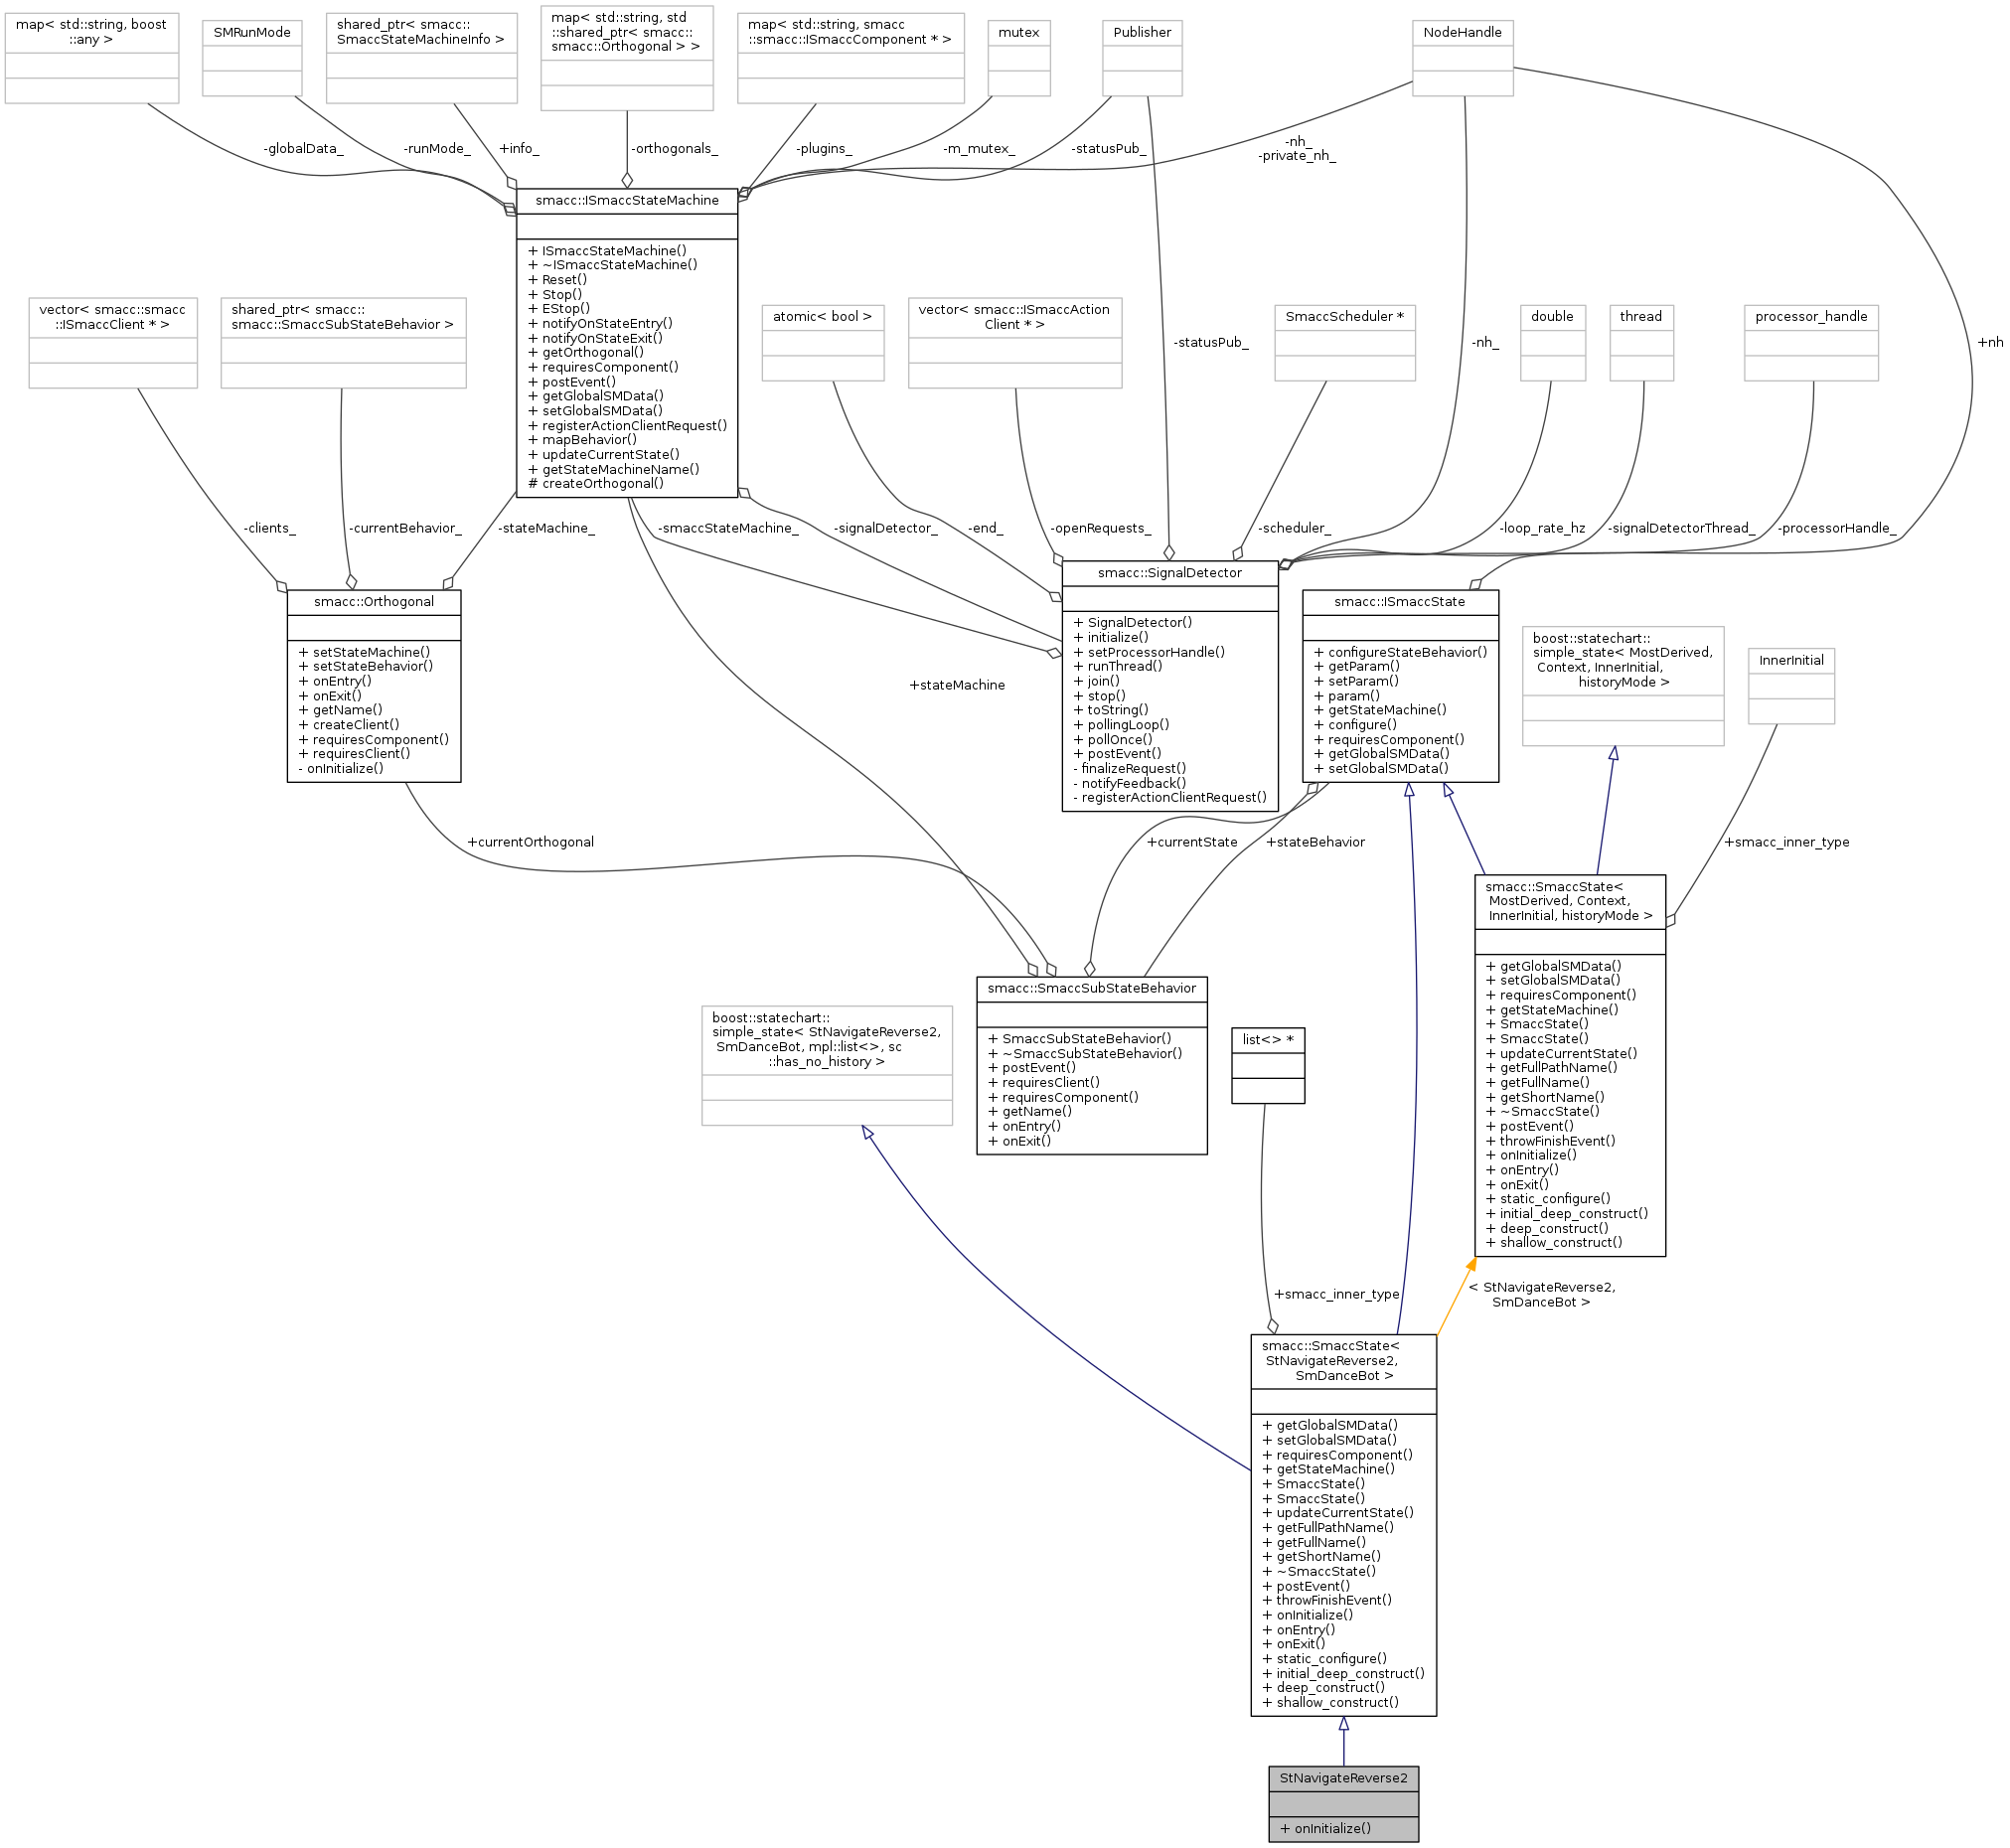 map< std::string, boost
::any >
SMRunMode
shared_ptr< smacc::
SmaccStateMachineInfo >
map< std::string, std
::shared_ptr< smacc::
smacc::Orthogonal > >
map< std::string, smacc
::smacc::ISmaccComponent * >
mutex
Publisher
NodeHandle
-globalData_
-runMode_
+info_
-orthogonals_
-plugins_
-m_mutex_
-statusPub_
-nh_
-private_nh_
smacc::ISmaccStateMachine
+ ISmaccStateMachine()
+ ~ISmaccStateMachine()
+ Reset()
+ Stop()
+ EStop()
+ notifyOnStateEntry()
+ notifyOnStateExit()
+ getOrthogonal()
+ requiresComponent()
+ postEvent()
+ getGlobalSMData()
+ setGlobalSMData()
+ registerActionClientRequest()
+ mapBehavior()
+ updateCurrentState()
+ getStateMachineName()
# createOrthogonal()
vector< smacc::smacc
::ISmaccClient * >
shared_ptr< smacc::
smacc::SmaccSubStateBehavior >
atomic< bool >
vector< smacc::ISmaccAction
Client * >
SmaccScheduler *
double
thread
processor_handle
-statusPub_
-nh_
+nh
-clients_
-currentBehavior_
-stateMachine_
-smaccStateMachine_
-signalDetector_
-end_
-openRequests_
-scheduler_
-loop_rate_hz
-signalDetectorThread_
-processorHandle_
smacc::Orthogonal
+ setStateMachine()
+ setStateBehavior()
+ onEntry()
+ onExit()
+ getName()
+ createClient()
+ requiresComponent()
+ requiresClient()
- onInitialize()
smacc::SignalDetector
+ SignalDetector()
+ initialize()
+ setProcessorHandle()
+ runThread()
+ join()
+ stop()
+ toString()
+ pollingLoop()
+ pollOnce()
+ postEvent()
- finalizeRequest()
- notifyFeedback()
- registerActionClientRequest()
smacc::ISmaccState
+ configureStateBehavior()
+ getParam()
+ setParam()
+ param()
+ getStateMachine()
+ configure()
+ requiresComponent()
+ getGlobalSMData()
+ setGlobalSMData()
boost::statechart::
simple_state< MostDerived,
Context, InnerInitial,
historyMode >
InnerInitial
+stateMachine
+currentOrthogonal
+currentState
+stateBehavior
+smacc_inner_type
smacc::SmaccState<
MostDerived, Context,
InnerInitial, historyMode >
+ getGlobalSMData()
+ setGlobalSMData()
+ requiresComponent()
+ getStateMachine()
+ SmaccState()
+ SmaccState()
+ updateCurrentState()
+ getFullPathName()
+ getFullName()
+ getShortName()
+ ~SmaccState()
+ postEvent()
+ throwFinishEvent()
+ onInitialize()
+ onEntry()
+ onExit()
+ static_configure()
+ initial_deep_construct()
+ deep_construct()
+ shallow_construct()
smacc::SmaccSubStateBehavior
+ SmaccSubStateBehavior()
+ ~SmaccSubStateBehavior()
+ postEvent()
+ requiresClient()
+ requiresComponent()
+ getName()
+ onEntry()
+ onExit()
boost::statechart::
simple_state< StNavigateReverse2,
SmDanceBot, mpl::list<>, sc
::has_no_history >
list<> *
+smacc_inner_type
< StNavigateReverse2,
SmDanceBot >
smacc::SmaccState<
StNavigateReverse2,
SmDanceBot >
+ getGlobalSMData()
+ setGlobalSMData()
+ requiresComponent()
+ getStateMachine()
+ SmaccState()
+ SmaccState()
+ updateCurrentState()
+ getFullPathName()
+ getFullName()
+ getShortName()
+ ~SmaccState()
+ postEvent()
+ throwFinishEvent()
+ onInitialize()
+ onEntry()
+ onExit()
+ static_configure()
+ initial_deep_construct()
+ deep_construct()
+ shallow_construct()
StNavigateReverse2
+ onInitialize()